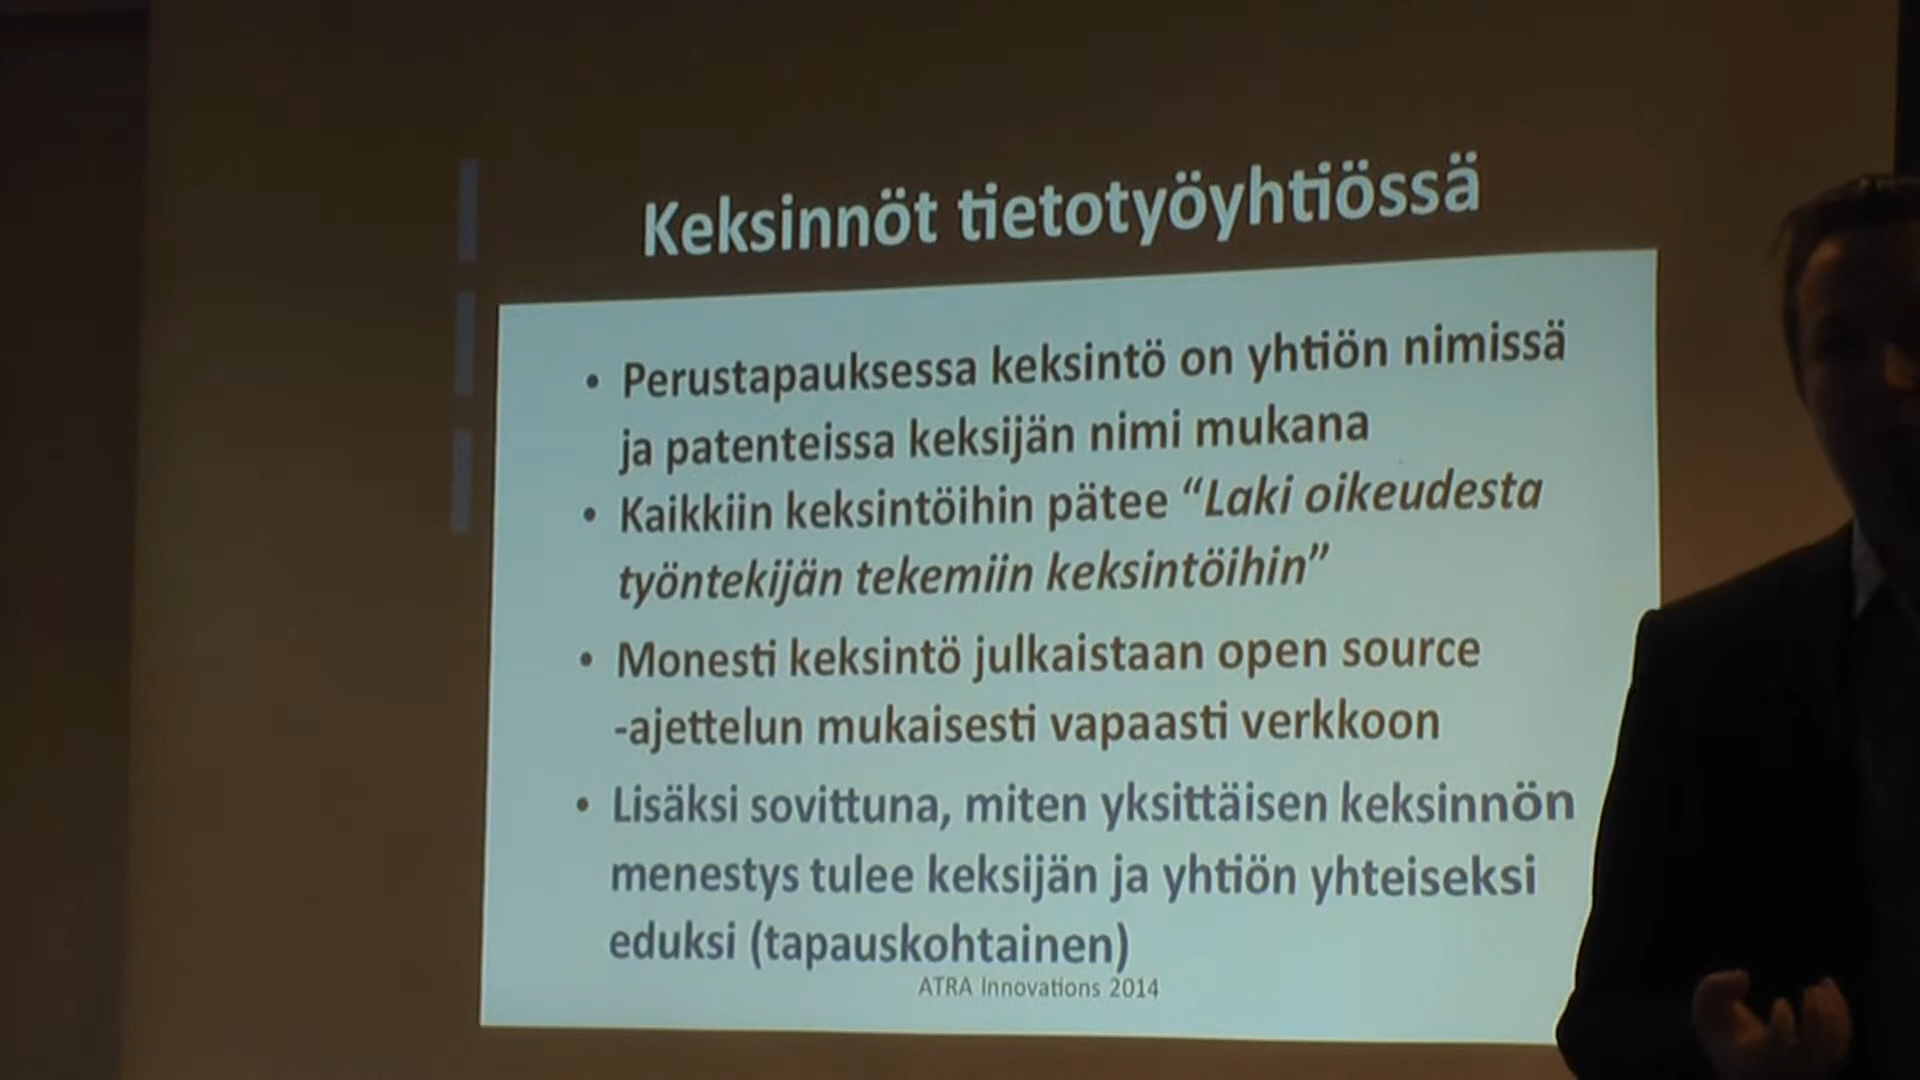 Keksinnöt tietotyöyhtiössä
• Perustapauksessa keksintö on yhtiön nimissä
ja patenteissa keksijän nimi mukana
• Kaikkiin keksintöihin pätee “Laki oikeudesta
työntekijän tekemiin keksintöihin”
• Monesti keksintö julkaistaan open source
-ajettelun mukaisesti vapaasti verkkoon
• Lisäksi sovittuna, miten yksittäisen keksinnön
menestys tulee keksijän ja yhtiön yhteiseksi
eduksi (tapauskohtainen)
ATRA Innovations 2014